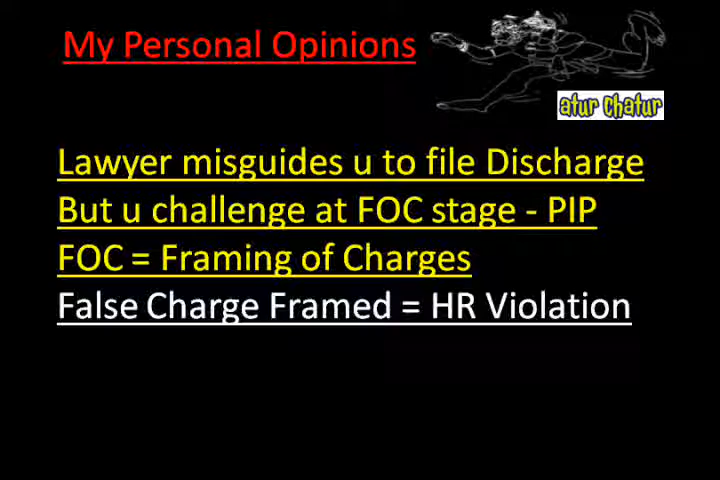 My Personal Opinions
atur chatur
Lawyer misguides u to file Discharge
But u challenge at FOC stage - PIP
FOC = Framing of Charges
False Charge Framed = HR Violation